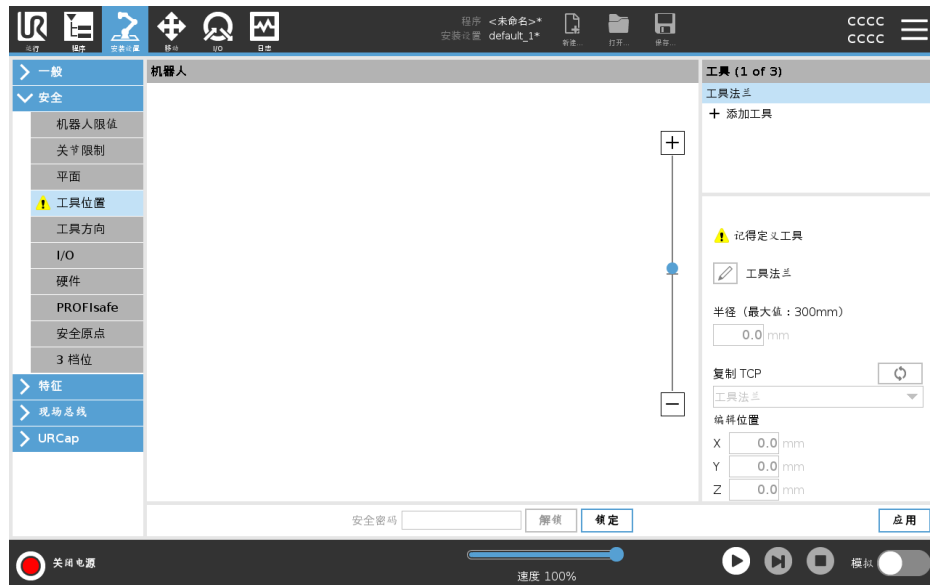 UR
程序 <未命名>*
安装设置 default_1*
新建...
打开...
保存...
CCCC
CCCC
运行
程序
安装设置
移动
I/O
日志
一般
安全
机器人限值
关节限制
平面
工具位置
工具方向
I/O
硬件
PROFIsafe
安全原点
3 档位
特征
现场总线
URCap
机器人
工具 (1 of 3)
工具法兰
添加工具
记得定义工具
工具法兰
半径（最大值：300mm）
0.0 mm
复制 TCP
工具法兰
编辑位置
X 0.0 mm
Y 0.0 mm
Z 0.0 mm
安全密码
解锁
锁定
应用
关闭电源
速度 100%
模拟